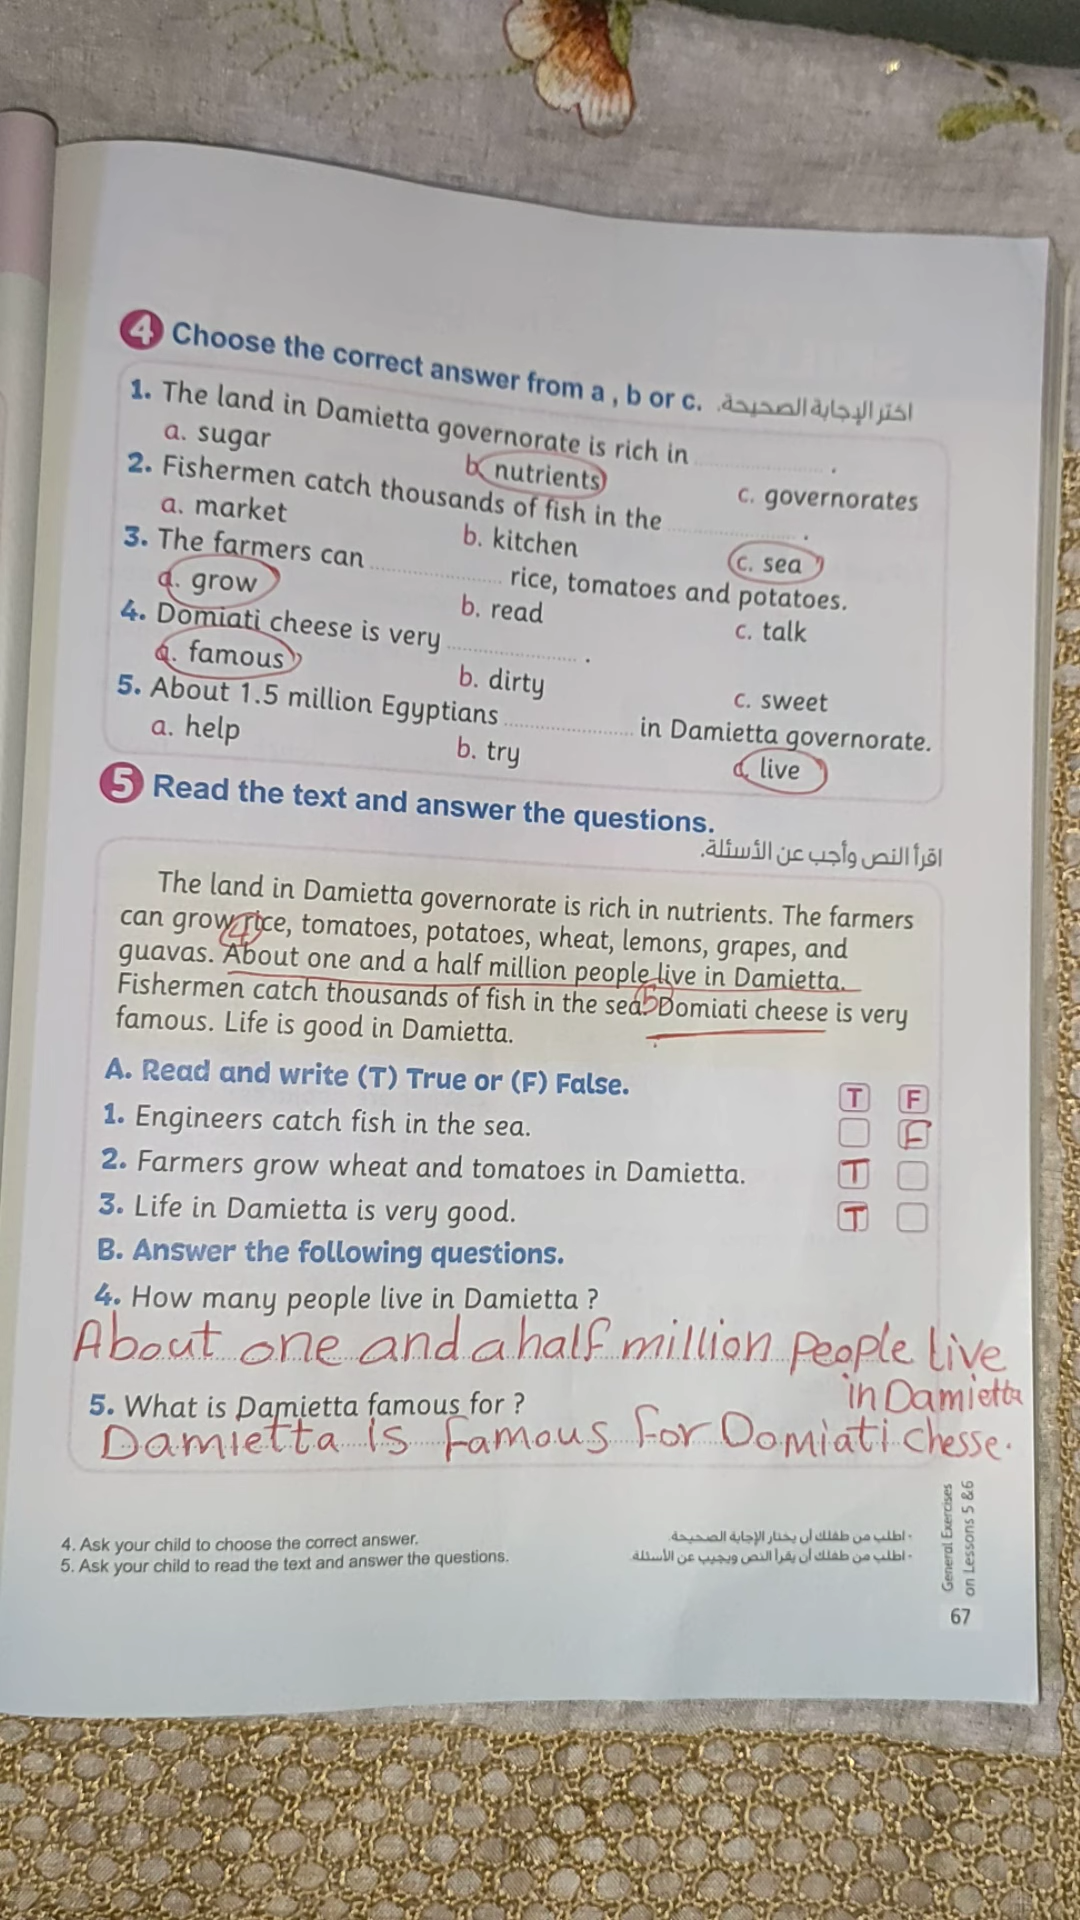 4 Choose the correct answer from a , b or c. اختر الإجابة الصحيحة.
1. The land in Damietta governorate is rich in .................... .
a. sugar b. nutrients c. governorates
2. Fishermen catch thousands of fish in the .................... .
a. market b. kitchen c. sea
3. The farmers can .................... rice, tomatoes and potatoes.
a. grow b. read c. talk
4. Domiati cheese is very .................... .
a. famous b. dirty c. sweet
5. About 1.5 million Egyptians .................... in Damietta governorate.
a. help b. try c. live
5 Read the text and answer the questions.
اقرأ النص وأجب عن الأسئلة.
The land in Damietta governorate is rich in nutrients. The farmers
can grow rice, tomatoes, potatoes, wheat, lemons, grapes, and
4
guavas. About one and a half million people live in Damietta.
Fishermen catch thousands of fish in the sea. 5 Domiati cheese is very
famous. Life is good in Damietta.
A. Read and write (T) True or (F) False.
T F
1. Engineers catch fish in the sea. F
2. Farmers grow wheat and tomatoes in Damietta. T
3. Life in Damietta is very good. T
B. Answer the following questions.
4. How many people live in Damietta ?
About one and a half million people live
in Damietta
5. What is Damietta famous for ?
Damietta is famous for Domiati chesse.
4. Ask your child to choose the correct answer. - اطلب من طفلك أن يختار الإجابة الصحيحة.
5. Ask your child to read the text and answer the questions. - اطلب من طفلك أن يقرأ النص ويجيب عن الأسئلة.
General Exercises
on Lessons 5 &6
67